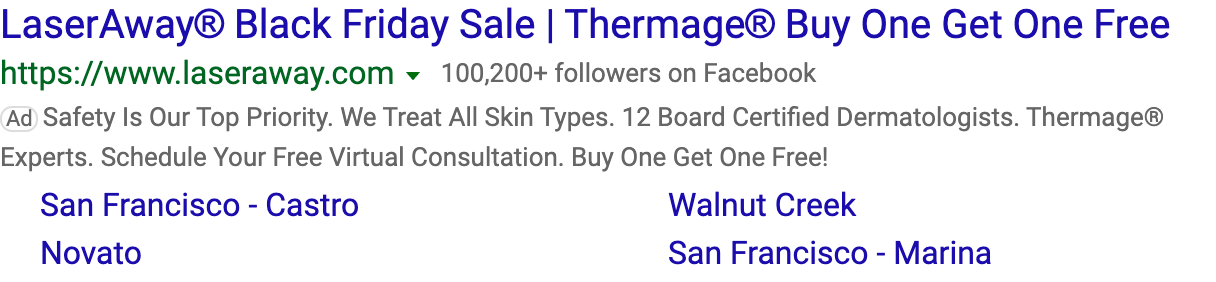 LaserAway® Black Friday Sale | Thermage® Buy One Get One Free
https://www.laseraway.com 100,200+ followers on Facebook
Ad Safety Is Our Top Priority. We Treat All Skin Types. 12 Board Certified Dermatologists. Thermage®
Experts. Schedule Your Free Virtual Consultation. Buy One Get One Free!
San Francisco - Castro Walnut Creek
Novato San Francisco - Marina